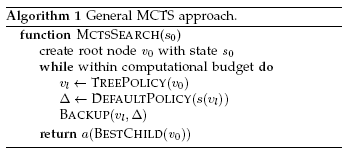 Algorithm 1 General MCTS approach.
function MCTSSEARCH(s₀)
create root node v₀ with state s₀
while within computational budget do
vₗ ← TREEPOLICY(v₀)
Δ ← DEFAULTPOLICY(s(vₗ))
BACKUP(vₗ, Δ)
return a(BESTCHILD(v₀))